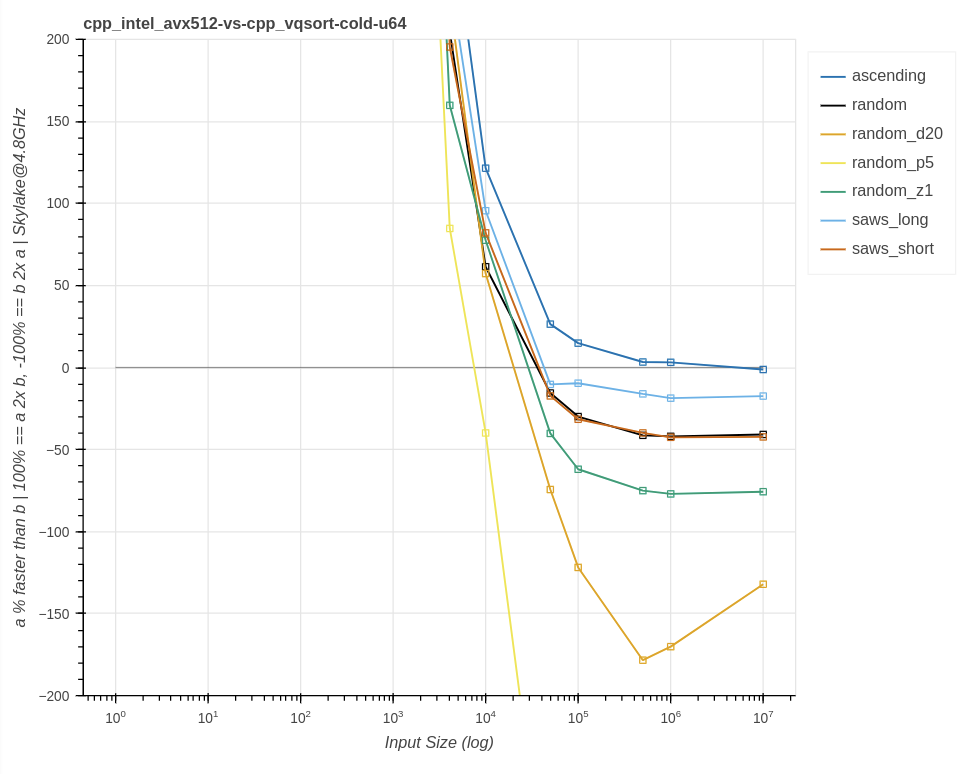 cpp_intel_avx512-vs-cpp_vqsort-cold-u64
a % faster than b | 100% == a 2x b, -100% == b 2x a | Skylake@4.8GHz
200
150
100
50
0
−50
−100
−150
−200
10⁰ 10¹ 10² 10³ 10⁴ 10⁵ 10⁶ 10⁷
Input Size (log)
ascending
random
random_d20
random_p5
random_z1
saws_long
saws_short